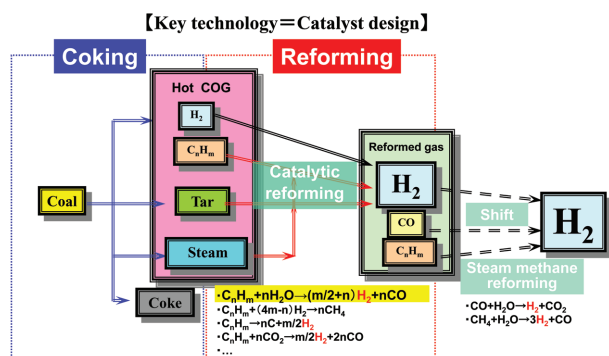 【Key technology＝Catalyst design】
Coking
Reforming
Hot COG
H₂
CₙHₘ
Coal
Tar
Steam
Coke
Catalytic
reforming
Reformed gas
H₂
CO
CₙHₘ
Shift
Steam methane
reforming
H₂
・CₙHₘ+nH₂O→(m/2+n)H₂+nCO
・CₙHₘ+(4m-n)H₂→nCH₄
・CₙHₘ→nC+m/2H₂
・CₙHₘ+nCO₂→m/2H₂+2nCO
・…
・CO+H₂O→H₂+CO₂
・CH₄+H₂O→3H₂+CO